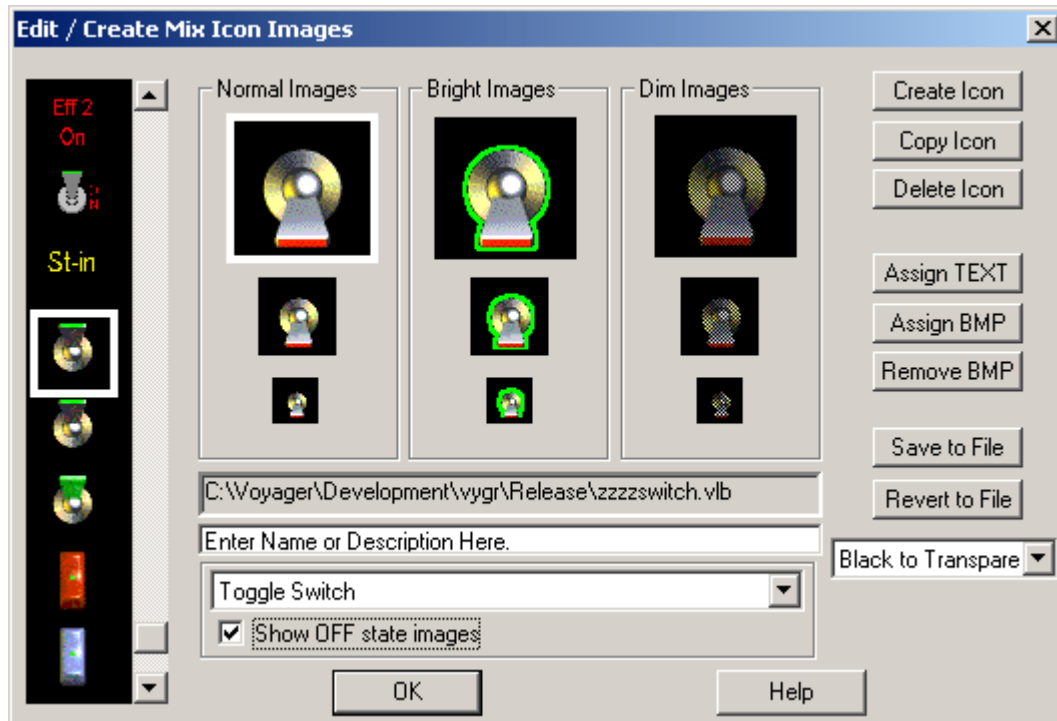 Edit / Create Mix Icon Images
Eff 2
On
St-in
Normal Images
Bright Images
Dim Images
Create Icon
Copy Icon
Delete Icon
Assign TEXT
Assign BMP
Remove BMP
Save to File
Revert to File
Black to Transpare
C:\Voyager\Development\vygr\Release\zzzzswitch.vlb
Enter Name or Description Here.
Toggle Switch
Show OFF state images
OK
Help